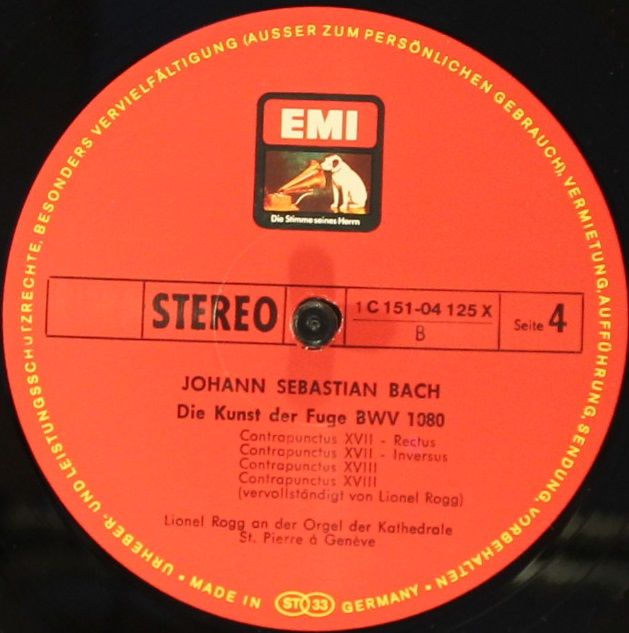 URHEBER- UND LEISTUNGSSCHUTZRECHTE, BESONDERS VERVIELFÄLTIGUNG (AUSSER ZUM PERSÖNLICHEN GEBRAUCH), VERMIETUNG, AUFFÜHRUNG, SENDUNG, VORBEHALTEN •
EMI
Die Stimme seines Herrn
STEREO
1 C 151-04 125 X
B
Seite 4
JOHANN SEBASTIAN BACH
Die Kunst der Fuge BWV 1080
Contrapunctus XVII - Rectus
Contrapunctus XVII - Inversus
Contrapunctus XVIII
Contrapunctus XVIII
(vervollständigt von Lionel Rogg)
Lionel Rogg an der Orgel der Kathedrale
St. Pierre à Genève
• MADE IN ST 33 GERMANY •